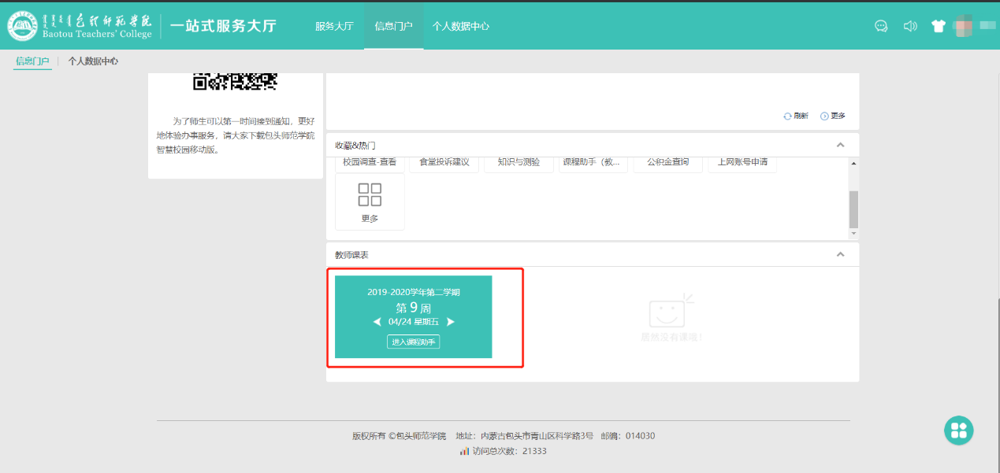 包头师范学院
Baotou Teachers' College
一站式服务大厅
服务大厅 信息门户 个人数据中心
信息门户 个人数据中心
为了师生可以第一时间接到通知，更好
地体验办事服务，请大家下载包头师范学院
智慧校园移动版。
刷新 更多
收藏&热门
校园调查-查看 食堂投诉建议 知识与测验 课程助手（教... 公积金查询 上网账号申请
更多
教师课表
2019-2020学年第二学期
第 9 周
04/24 星期五
进入课程助手
居然没有课哦！
版权所有 ©包头师范学院 地址：内蒙古包头市青山区科学路3号 邮编：014030
访问总次数：21333